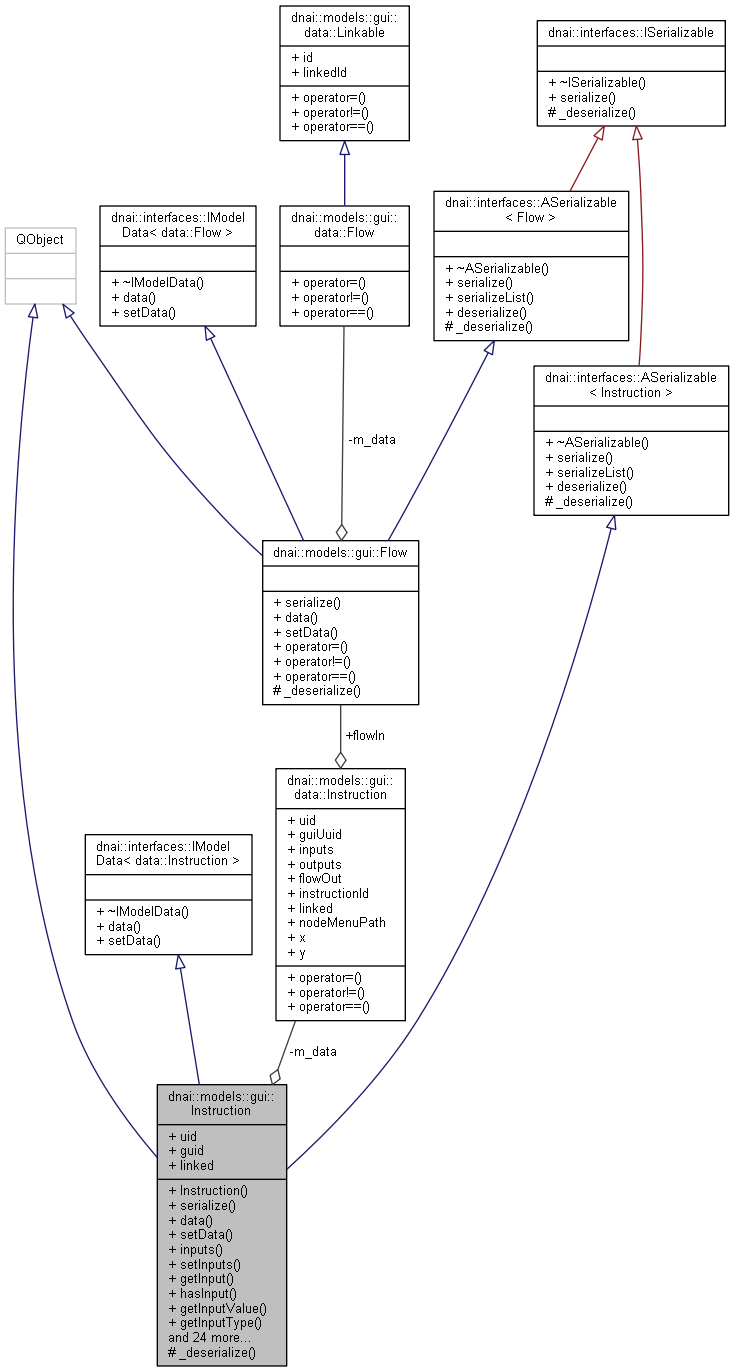 dnai::models::gui::
data::Linkable
+ id
+ linkedId
+ operator=()
+ operator!=()
+ operator==()
dnai::interfaces::ISerializable
+ ~ISerializable()
+ serialize()
# _deserialize()
QObject
dnai::interfaces::IModel
Data< data::Flow >
+ ~IModelData()
+ data()
+ setData()
dnai::models::gui::
data::Flow
+ operator=()
+ operator!=()
+ operator==()
dnai::interfaces::ASerializable
< Flow >
+ ~ASerializable()
+ serialize()
+ serializeList()
+ deserialize()
# _deserialize()
dnai::interfaces::ASerializable
< Instruction >
+ ~ASerializable()
+ serialize()
+ serializeList()
+ deserialize()
# _deserialize()
-m_data
dnai::models::gui::Flow
+ serialize()
+ data()
+ setData()
+ operator=()
+ operator!=()
+ operator==()
# _deserialize()
+flowIn
dnai::models::gui::
data::Instruction
+ uid
+ guiUuid
+ inputs
+ outputs
+ flowOut
+ instructionId
+ linked
+ nodeMenuPath
+ x
+ y
+ operator=()
+ operator!=()
+ operator==()
dnai::interfaces::IModel
Data< data::Instruction >
+ ~IModelData()
+ data()
+ setData()
-m_data
dnai::models::gui::
Instruction
+ uid
+ guid
+ linked
+ Instruction()
+ serialize()
+ data()
+ setData()
+ inputs()
+ setInputs()
+ getInput()
+ hasInput()
+ getInputValue()
+ getInputType()
and 24 more...
# _deserialize()